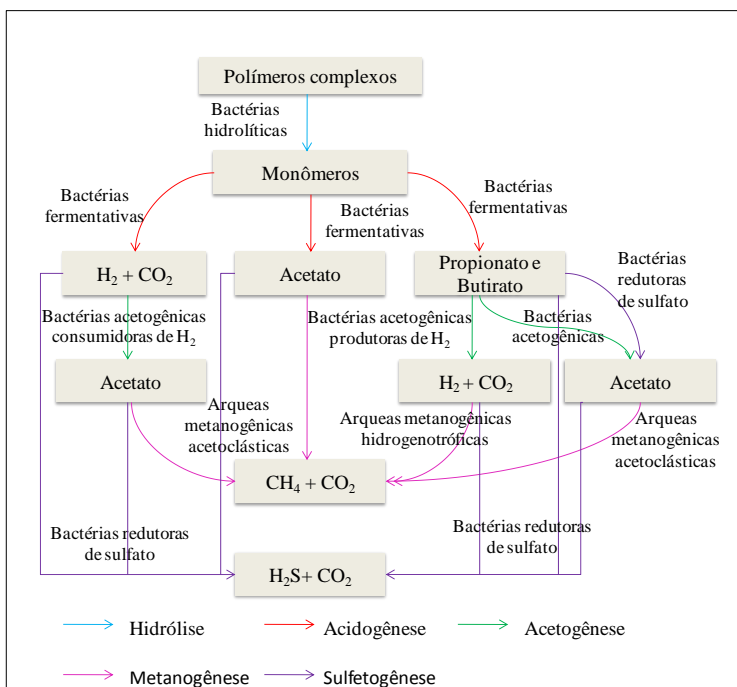 Polímeros complexos
Bactérias
hidrolíticas
Monômeros
Bactérias
fermentativas
Bactérias
fermentativas
Bactérias
fermentativas
H₂ + CO₂
Acetato
Propionato e
Butirato
Bactérias
redutoras
de sulfato
Bactérias acetogênicas
consumidoras de H₂
Bactérias acetogênicas
produtoras de H₂
Bactérias
acetogênicas
Acetato
H₂ + CO₂
Acetato
Arqueas
metanogênicas
acetoclásticas
Arqueas metanogênicas
hidrogenotróficas
Arqueas
metanogênicas
acetoclásticas
CH₄ + CO₂
Bactérias redutoras
de sulfato
Bactérias redutoras
de sulfato
H₂S+ CO₂
Hidrólise
Acidogênese
Acetogênese
Metanogênese
Sulfetogênese